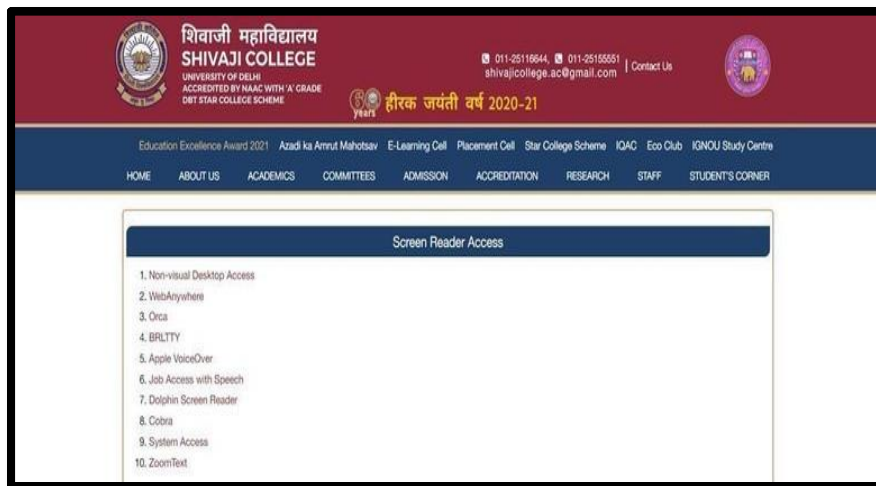 शिवाजी महाविद्यालय
SHIVAJI COLLEGE
UNIVERSITY OF DELHI
ACCREDITED BY NAAC WITH 'A' GRADE
DBT STAR COLLEGE SCHEME
years हीरक जयंती वर्ष 2020-21
011-25116644, 011-25155551
shivajicollege.ac@gmail.com
Contact Us
Education Excellence Award 2021 Azadi ka Amrut Mahotsav E-Learning Cell Placement Cell Star College Scheme IQAC Eco Club IGNOU Study Centre
HOME ABOUT US ACADEMICS COMMITTEES ADMISSION ACCREDITATION RESEARCH STAFF STUDENT'S CORNER
Screen Reader Access
1. Non-visual Desktop Access
2. WebAnywhere
3. Orca
4. BRLTTY
5. Apple VoiceOver
6. Job Access with Speech
7. Dolphin Screen Reader
8. Cobra
9. System Access
10. ZoomText